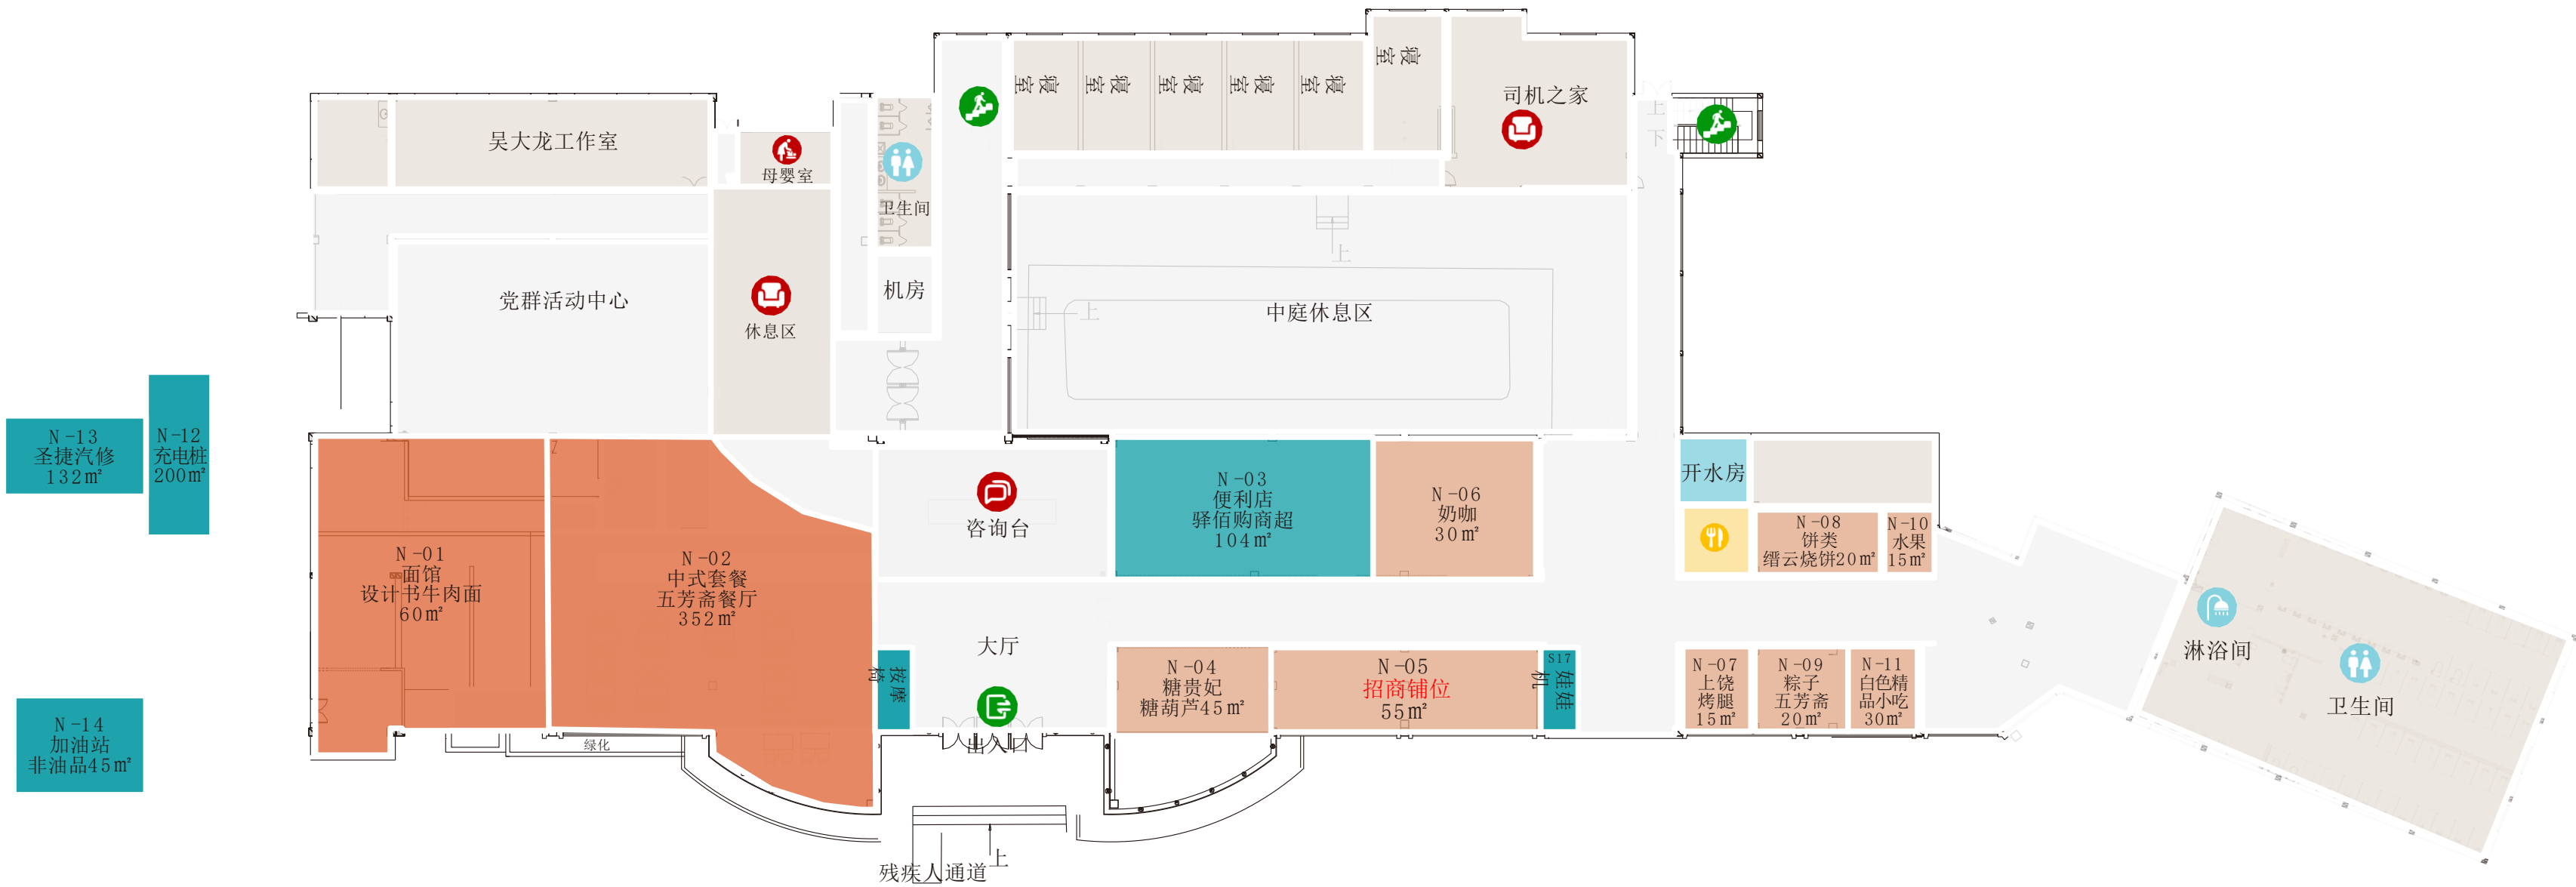 寝室
寝室
寝室
寝室
寝室
寝室
司机之家
上
下
吴大龙工作室
母婴室
卫生间
党群活动中心
休息区
机房
上
上
中庭休息区
N-13
圣捷汽修
132㎡
N-12
充电桩
200㎡
N-14
加油站
非油品45㎡
N-01
面馆
设计书牛肉面
60㎡
N-02
中式套餐
五芳斋餐厅
352㎡
咨询台
N-03
便利店
驿佰购商超
104㎡
N-06
奶咖
30㎡
开水房
N-08
饼类
缙云烧饼20㎡
N-10
水果
15㎡
大厅
按摩椅
N-04
糖贵妃
糖葫芦45㎡
N-05
招商铺位
55㎡
S17
娃娃机
N-07
上饶
烤腿
15㎡
N-09
粽子
五芳斋
20㎡
N-11
白色精
品小吃
30㎡
淋浴间
卫生间
绿化
出入口
上
残疾人通道